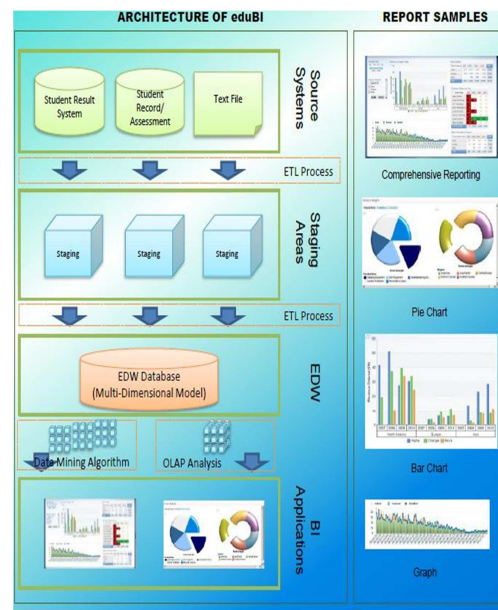 ARCHITECTURE OF eduBI
REPORT SAMPLES
Student Result
System
Student
Record/
Assessment
Text File
Source
Systems
ETL Process
Staging
Staging
Staging
Staging
Areas
ETL Process
EDW Database
(Multi-Dimensional Model)
EDW
Data Mining Algorithm
OLAP Analysis
BI
Applications
Comprehensive Reporting
Pie Chart
Bar Chart
Graph